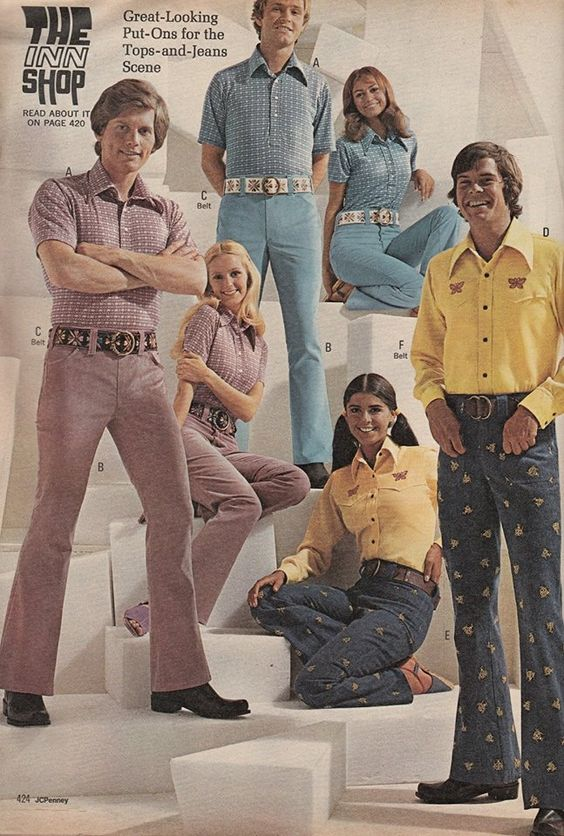 THE
INN
SHOP
READ ABOUT IT
ON PAGE 420
Great-Looking
Put-Ons for the
Tops-and-Jeans
Scene
A
A
C
Belt
D
C
Belt
B
F
Belt
B
E
424 JCPenney